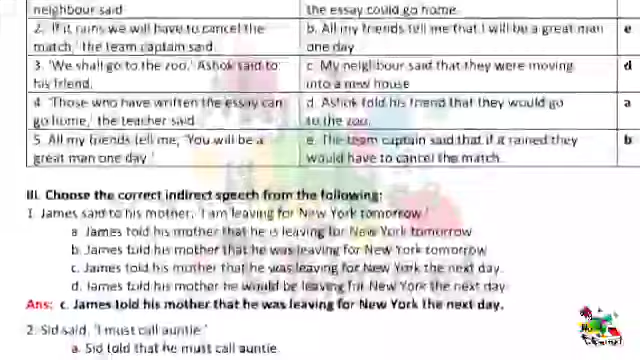 neighbour said
the essay could go home.
2. 'If it rains we will have to cancel the match,' the team captain said.
b. All my friends tell me that I will be a great man one day
e
3. 'We shall go to the zoo,' Ashok said to his friend.
c. My neighbour said that they were moving into a new house
d
4. 'Those who have written the essay can go home,' the teacher said.
d. Ashok told his friend that they would go to the zoo.
a
5. All my friends tell me, 'You will be a great man one day.'
e. The team captain said that if it rained they would have to cancel the match.
b
III. Choose the correct indirect speech from the following:
1. James said to his mother, 'I am leaving for New York tomorrow.'
a. James told his mother that he is leaving for New York tomorrow
b. James told his mother that he was leaving for New York tomorrow
c. James told his mother that he was leaving for New York the next day.
d. James told his mother he would be leaving for New York the next day
Ans: c. James told his mother that he was leaving for New York the next day.
2. Sid said, 'I must call auntie.'
a. Sid told that he must call auntie.